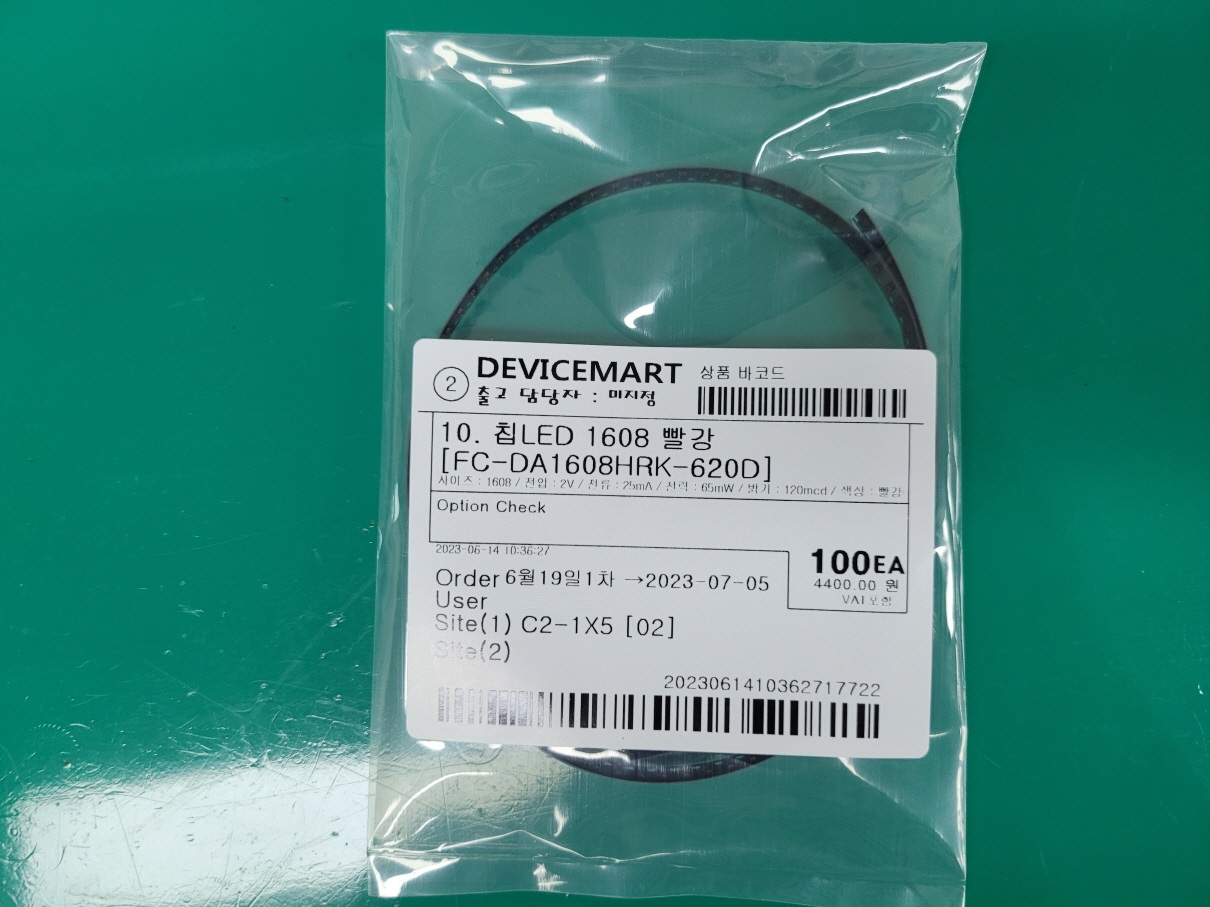 2
DEVICEMART
상품 바코드
출고 담당자 : 미지정
10. 칩LED 1608 빨강
[FC-DA1608HRK-620D]
사이즈 : 1608 / 전압 : 2V / 전류 : 25mA / 전력 : 65mW / 밝기 : 120mcd / 색상 : 빨강
Option Check
2023-06-14 10:36:27
100EA
4400.00 원
VAT포함
Order 6월19일1차 →2023-07-05
User
Site(1) C2-1X5 [02]
Site(2)
2023061410362717722